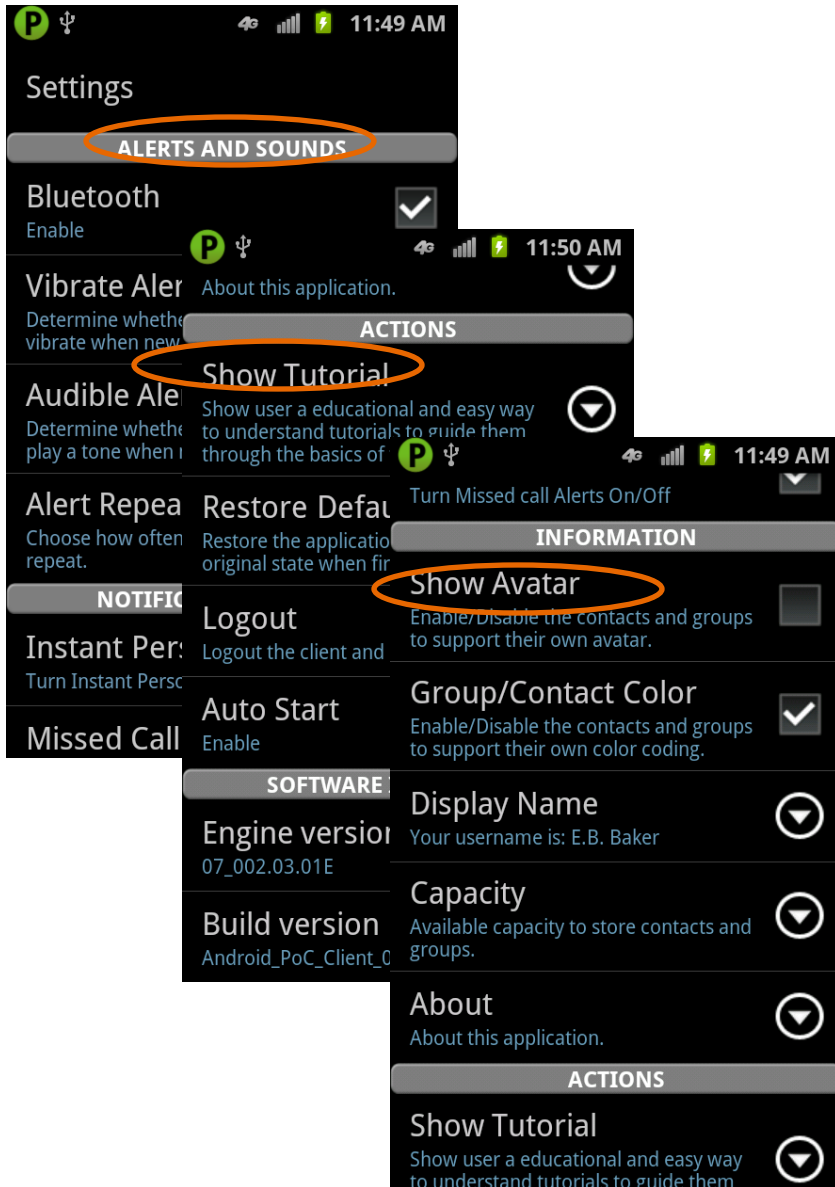 P 4G 11:49 AM
Settings
ALERTS AND SOUNDS
Bluetooth
Enable
Vibrate Aler
Determine whethe
vibrate when new
Audible Ale
Determine whethe
play a tone when
Alert Repea
Choose how often
repeat.
NOTIFIC
Instant Pers
Turn Instant Perso
Missed Call
P 4G 11:50 AM
About this application.
ACTIONS
Show Tutorial
Show user a educational and easy way
to understand tutorials to guide them
through the basics of
Restore Defau
Restore the applicatio
original state when fir
Logout
Logout the client and
Auto Start
Enable
SOFTWARE
Engine version
07_002.03.01E
Build version
Android_PoC_Client_0
P 4G 11:49 AM
Turn Missed call Alerts On/Off
INFORMATION
Show Avatar
Enable/Disable the contacts and groups
to support their own avatar.
Group/Contact Color
Enable/Disable the contacts and groups
to support their own color coding.
Display Name
Your username is: E.B. Baker
Capacity
Available capacity to store contacts and
groups.
About
About this application.
ACTIONS
Show Tutorial
Show user a educational and easy way
to understand tutorials to guide them